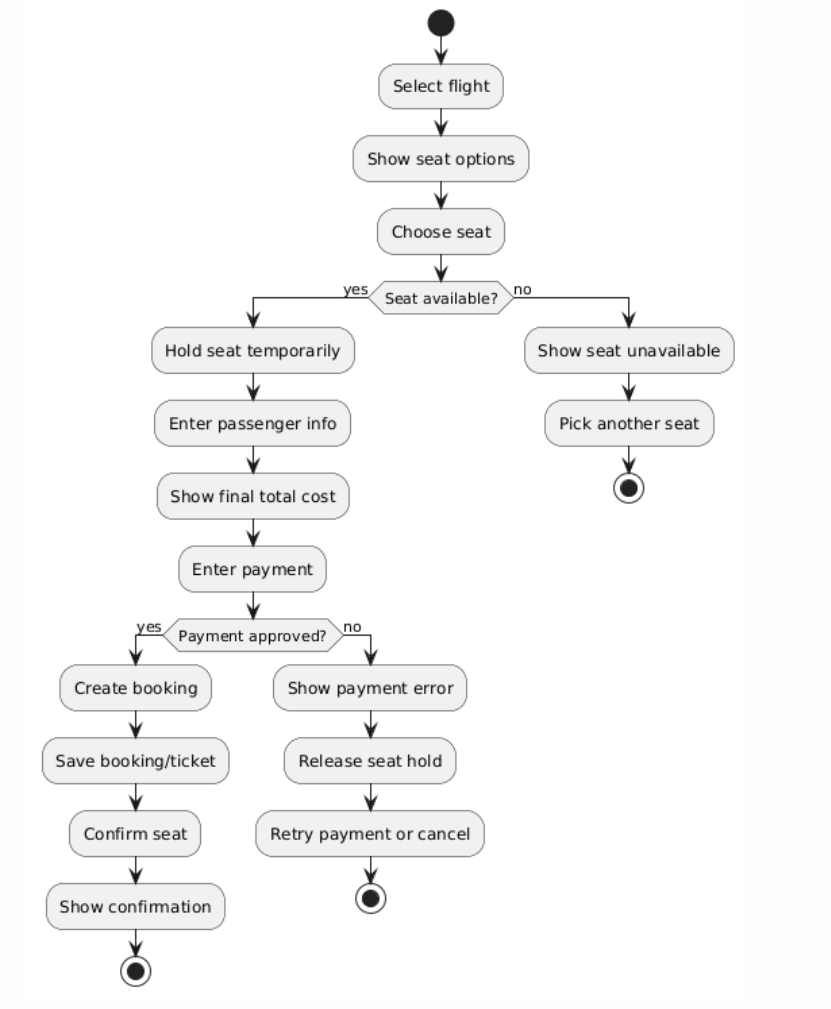 Select flight
Show seat options
Choose seat
yes
Seat available?
no
Hold seat temporarily
Show seat unavailable
Enter passenger info
Pick another seat
Show final total cost
Enter payment
yes
Payment approved?
no
Create booking
Show payment error
Save booking/ticket
Release seat hold
Confirm seat
Retry payment or cancel
Show confirmation